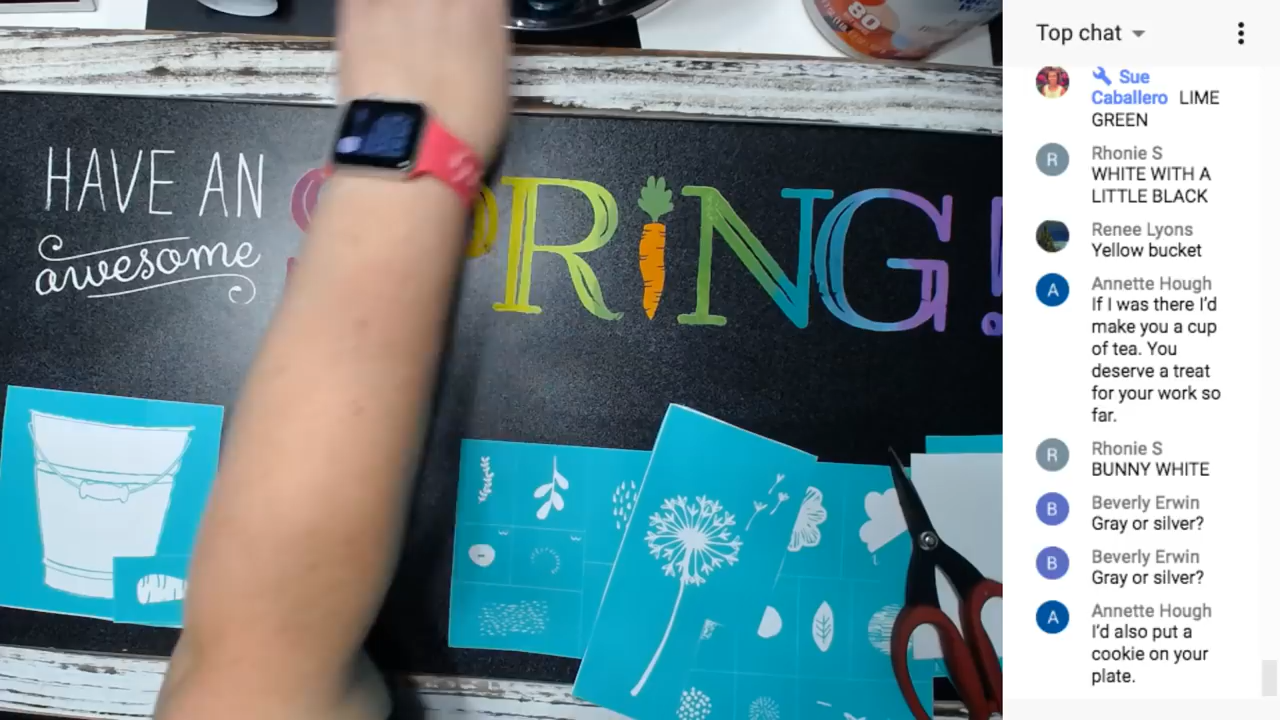 80
HAVE AN
awesome
SPRING!
Top chat
Sue
Caballero LIME
GREEN
Rhonie S
WHITE WITH A
LITTLE BLACK
Renee Lyons
Yellow bucket
Annette Hough
If I was there I'd
make you a cup
of tea. You
deserve a treat
for your work so
far.
Rhonie S
BUNNY WHITE
Beverly Erwin
Gray or silver?
Beverly Erwin
Gray or silver?
Annette Hough
I'd also put a
cookie on your
plate.
R
R
A
B
B
A